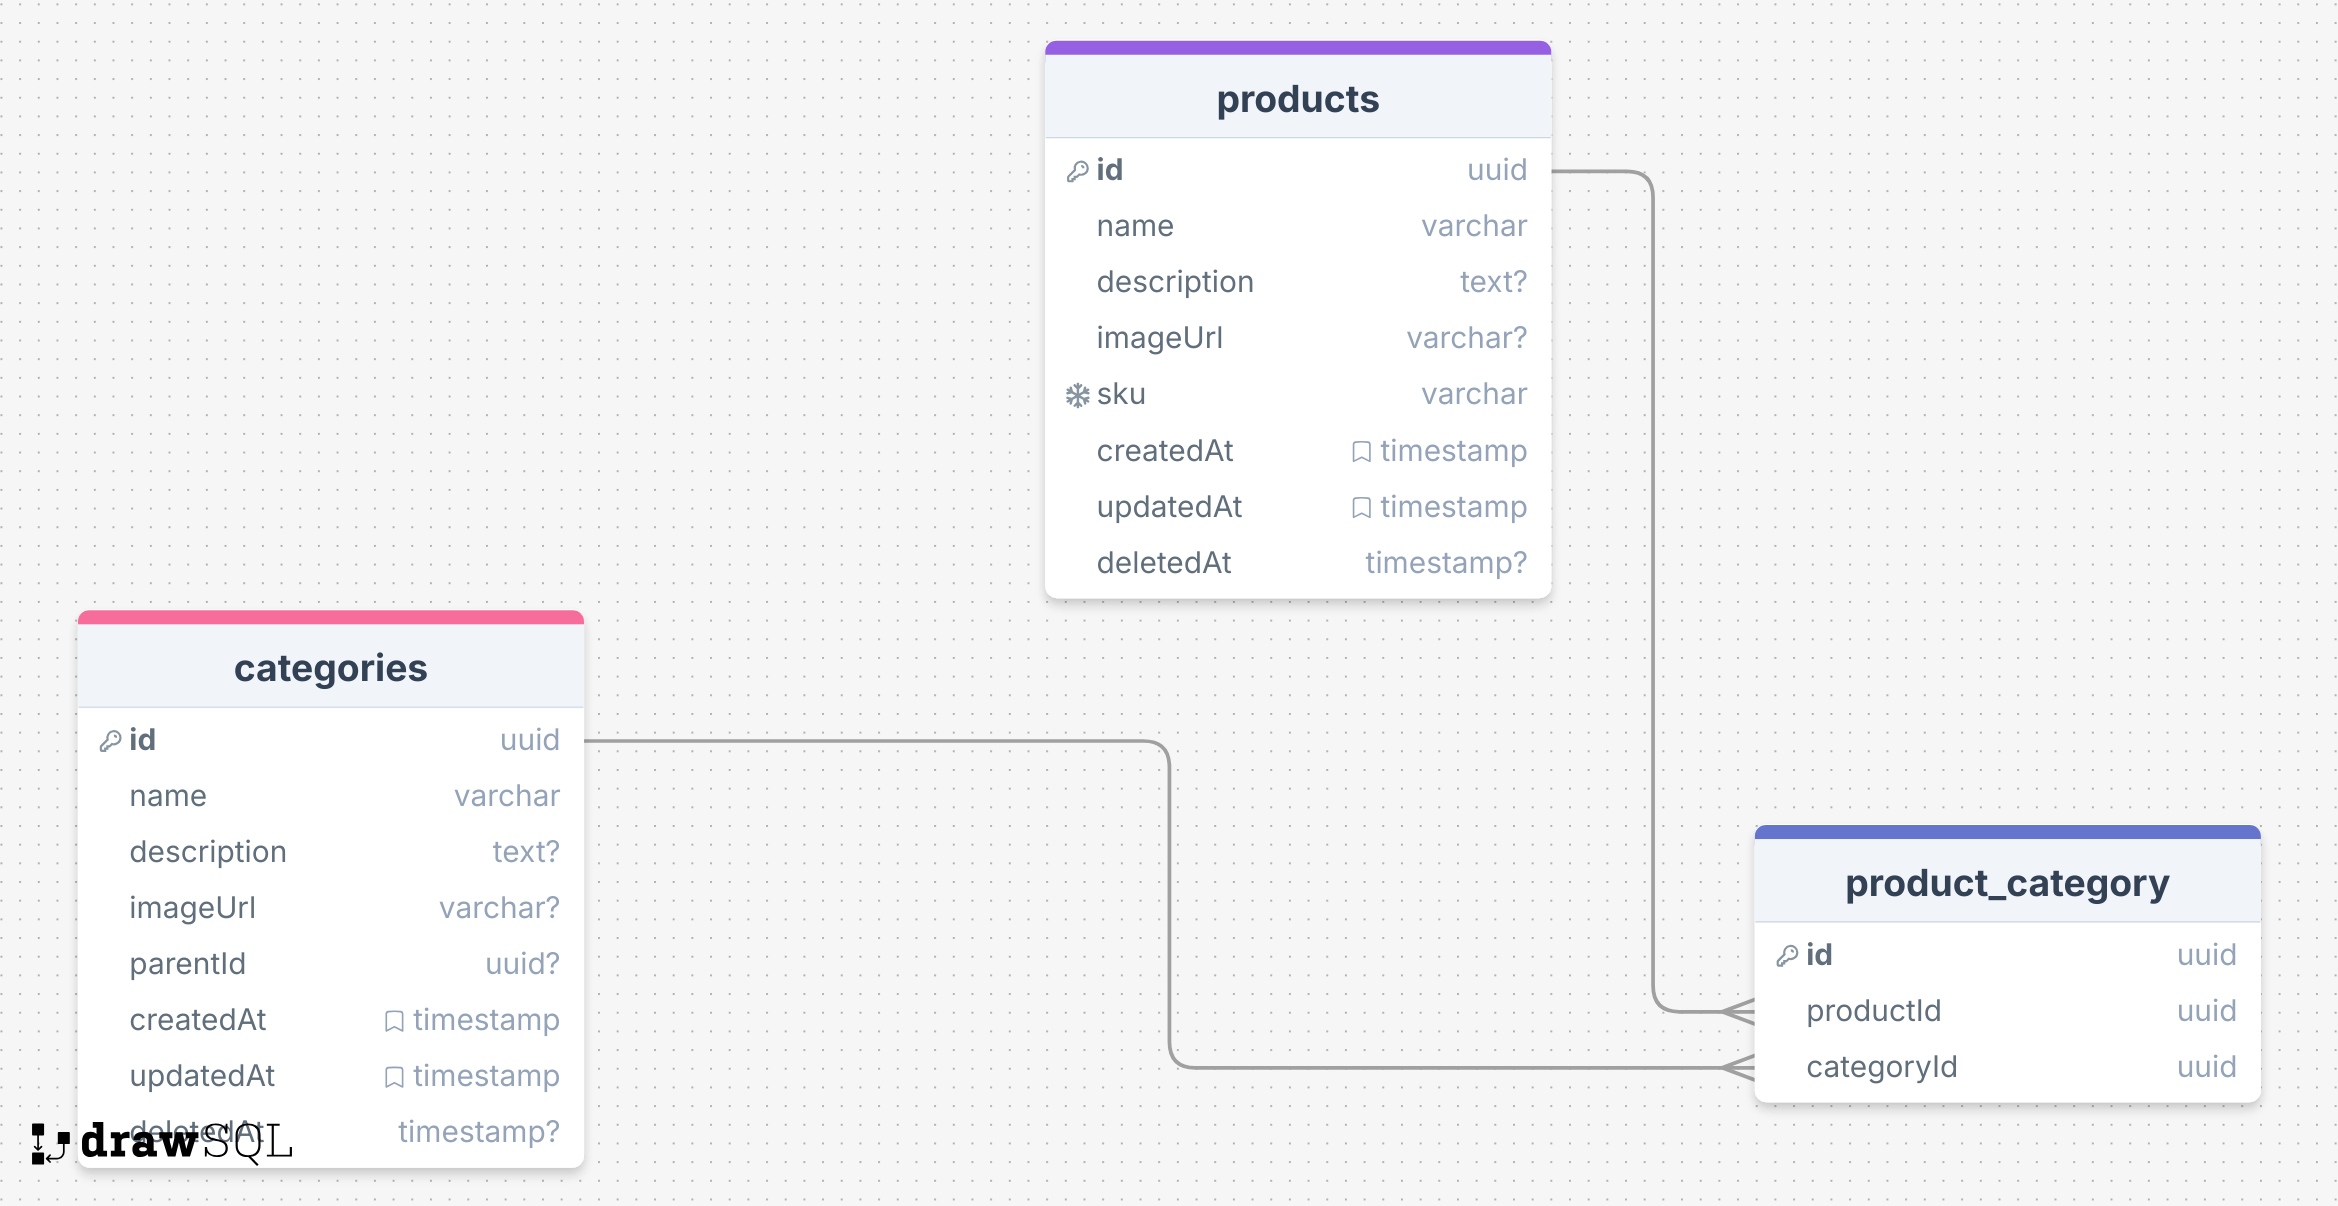 products
id uuid
name varchar
description text?
imageUrl varchar?
sku varchar
createdAt timestamp
updatedAt timestamp
deletedAt timestamp?
categories
id uuid
name varchar
description text?
imageUrl varchar?
parentId uuid?
createdAt timestamp
updatedAt timestamp
deletedAt timestamp?
drawSQL
product_category
id uuid
productId uuid
categoryId uuid